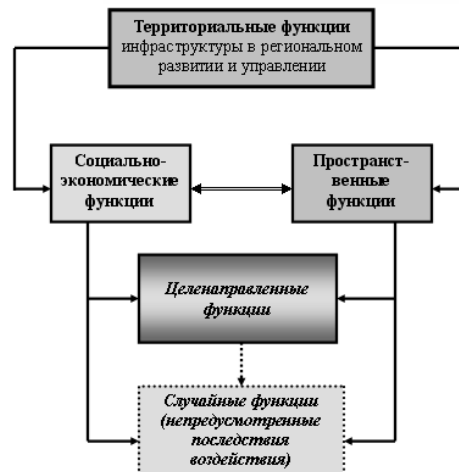 Территориальные функции
инфраструктуры в региональном
развитии и управлении
Социально-
экономические
функции
Пространст-
венные
функции
Целенаправленные
функции
Случайные функции
(непредусмотренные
последствия
воздействия)